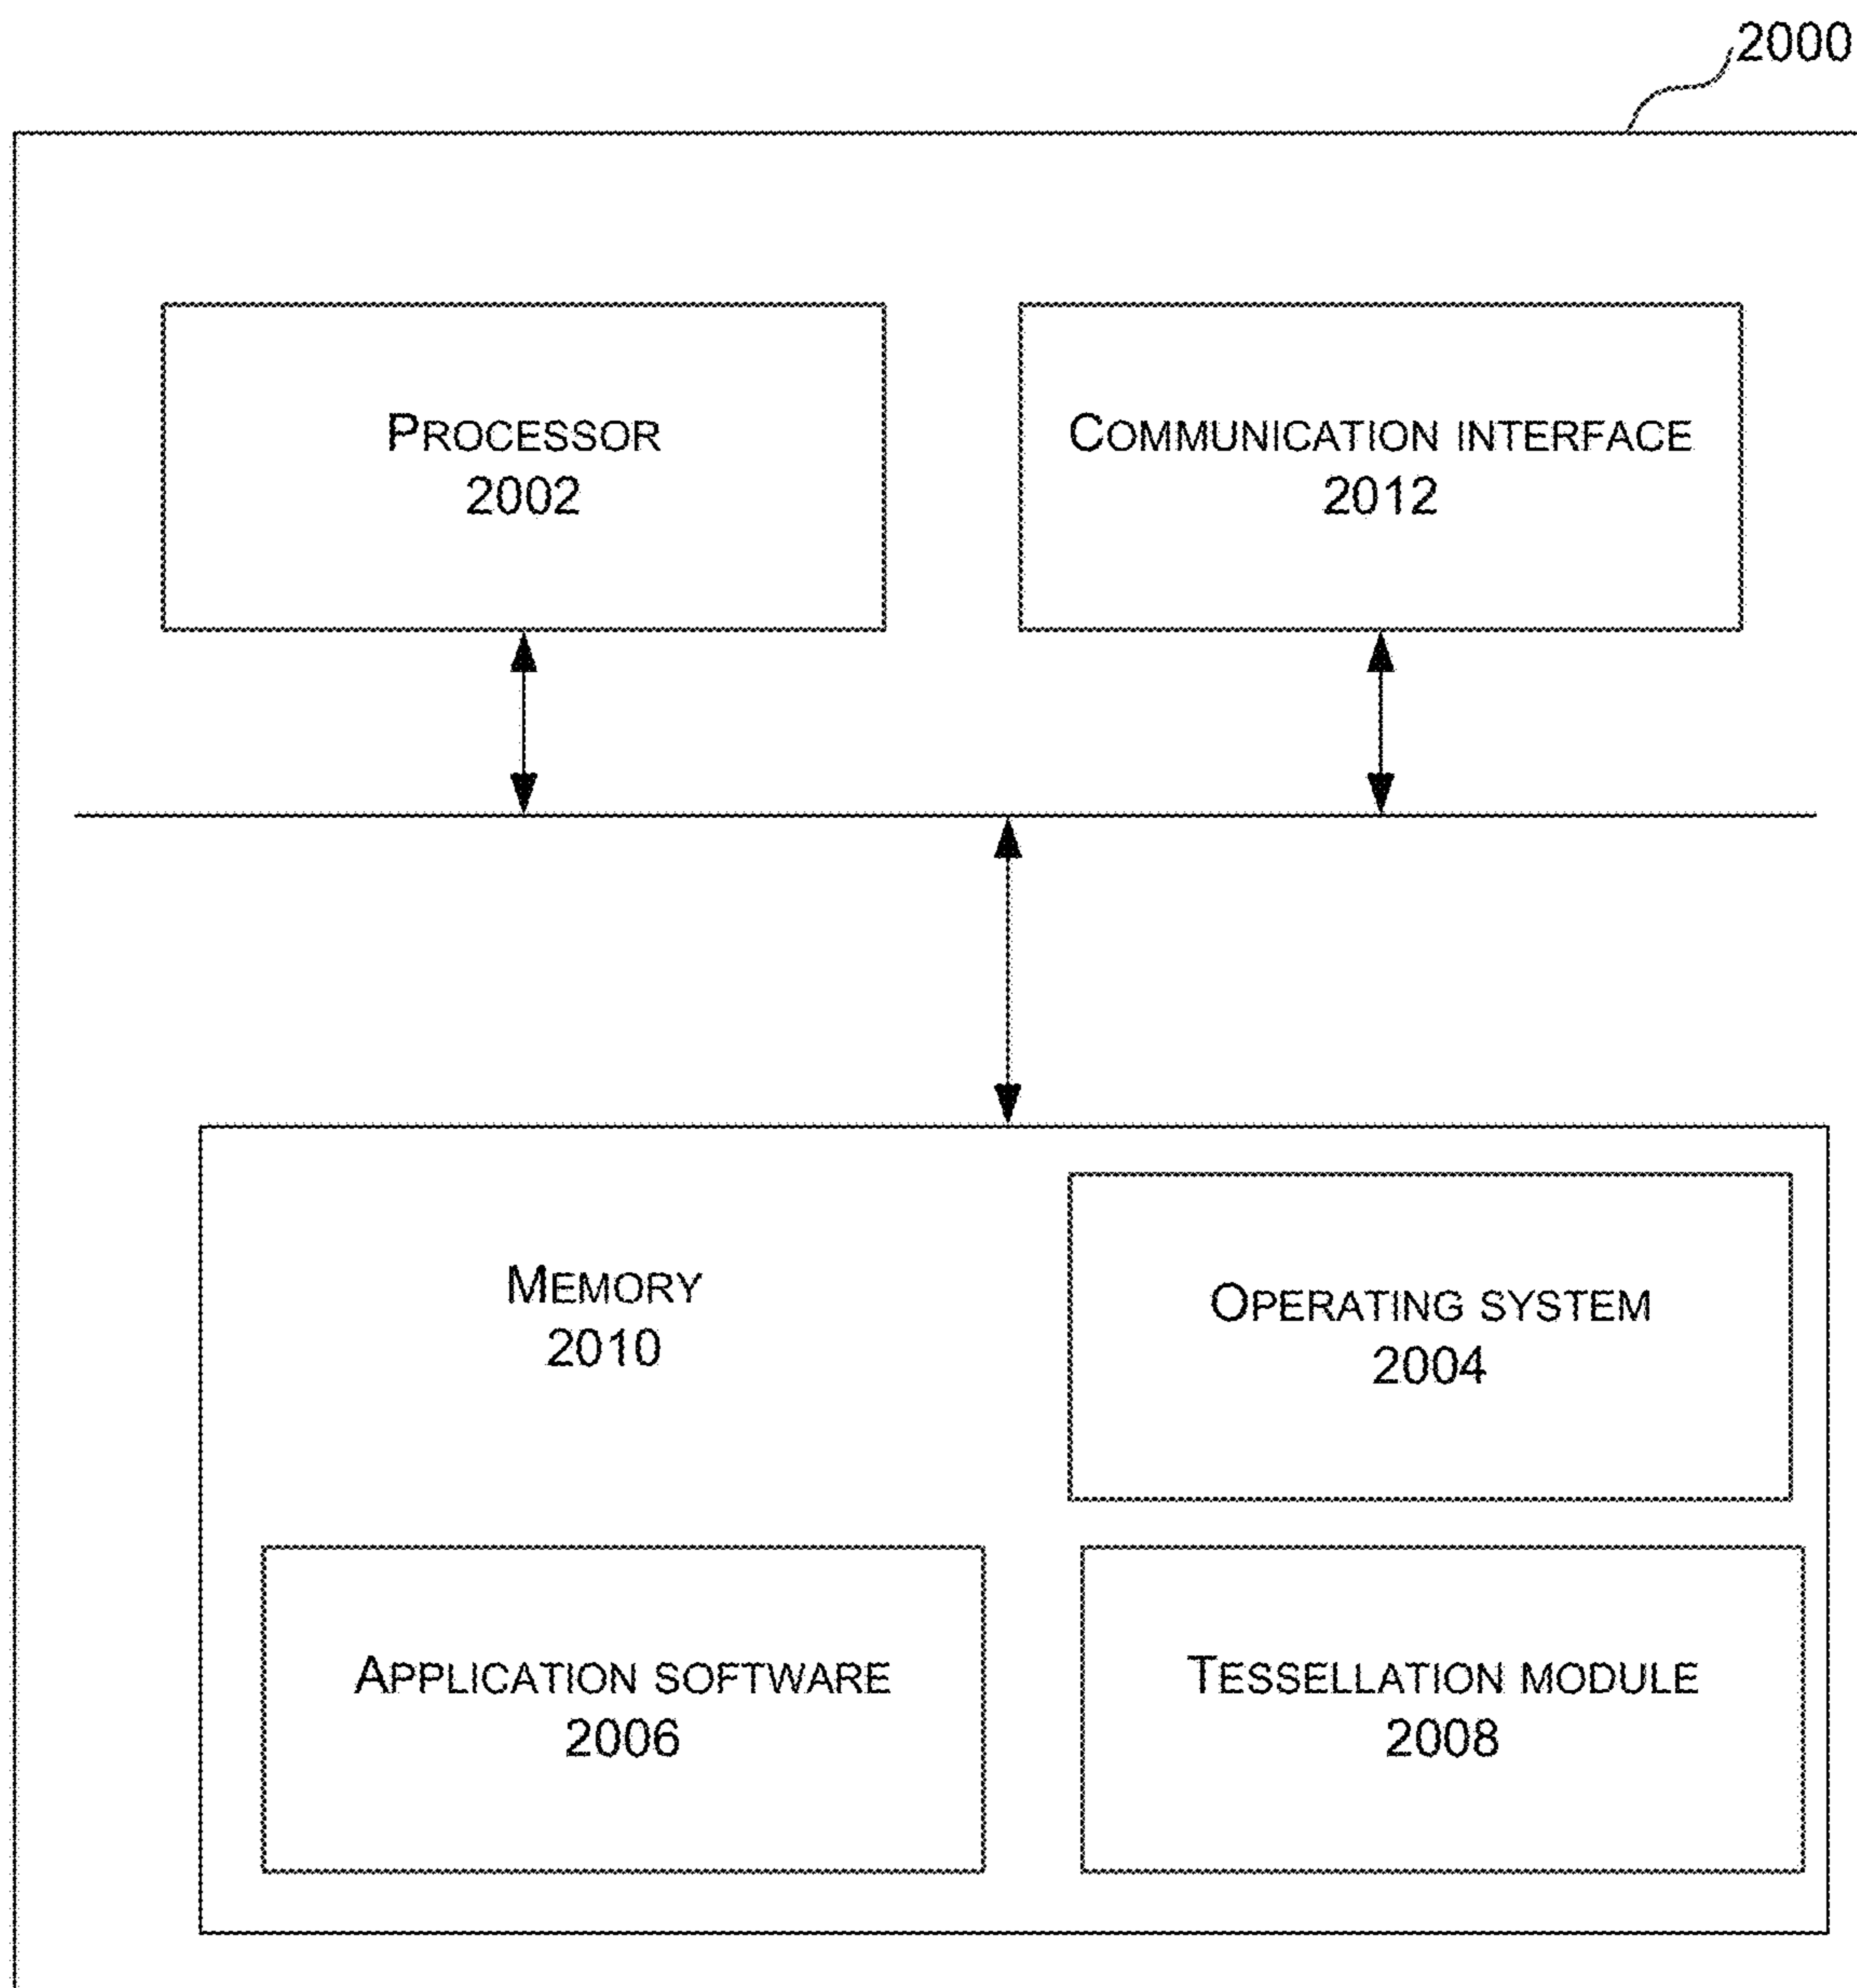 2000
PROCESSOR
2002
COMMUNICATION INTERFACE
2012
MEMORY
2010
OPERATING SYSTEM
2004
APPLICATION SOFTWARE
2006
TESSELLATION MODULE
2008